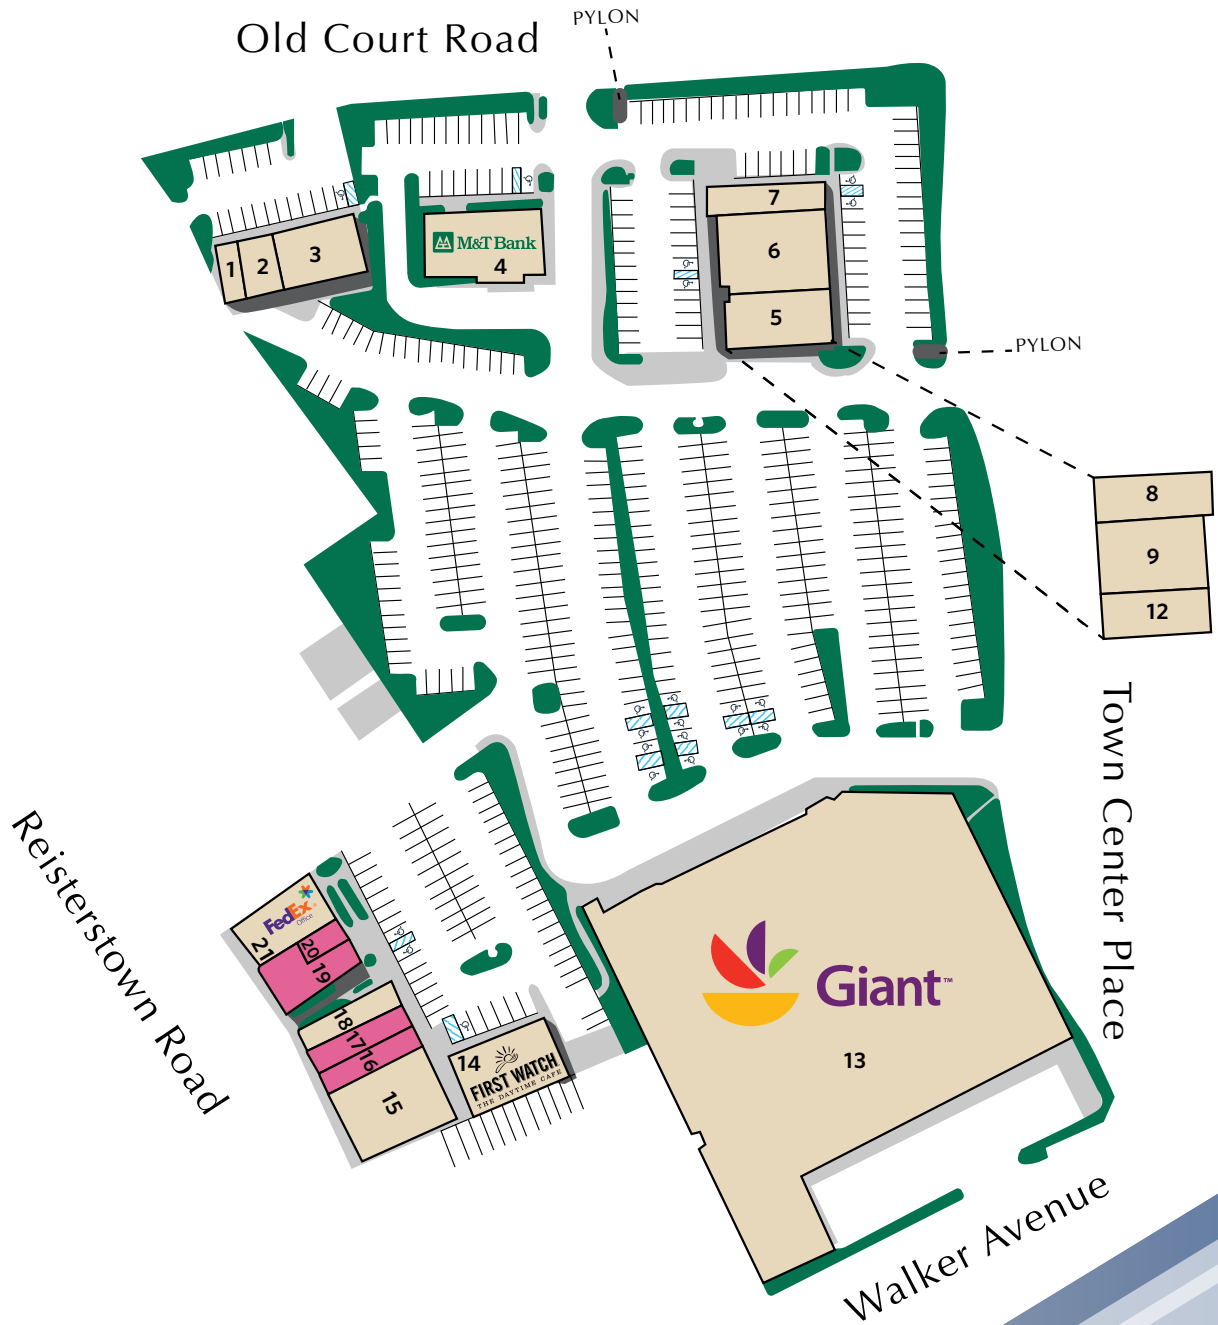 PYLON
Old Court Road
7
6
5
1
2
3
M&T Bank
4
PYLON
8
9
12
Town Center Place
Reisterstown Road
FedEx
Office
21
20
19
18
17
16
15
14
FIRST WATCH
THE DAYTIME CAFE
Giant™
13
Walker Avenue